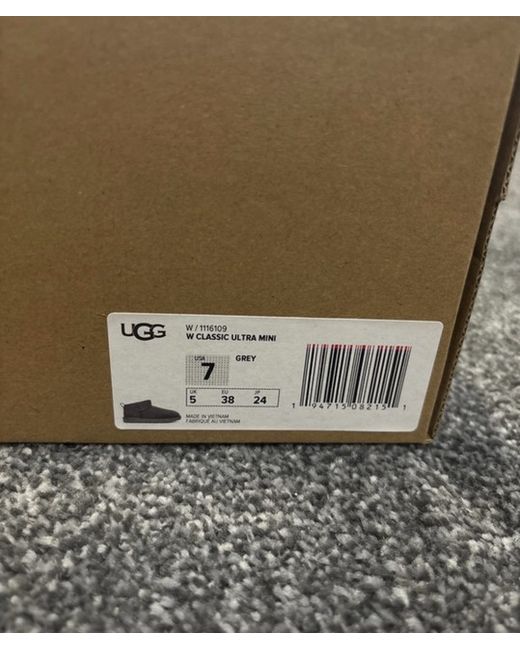 UGG
W / 1116109
W CLASSIC ULTRA MINI
USA
7
GREY
UK EU JP
5 38 24
MADE IN VIETNAM
FABRIQUÉ AU VIETNAM
1 94715 08215 1